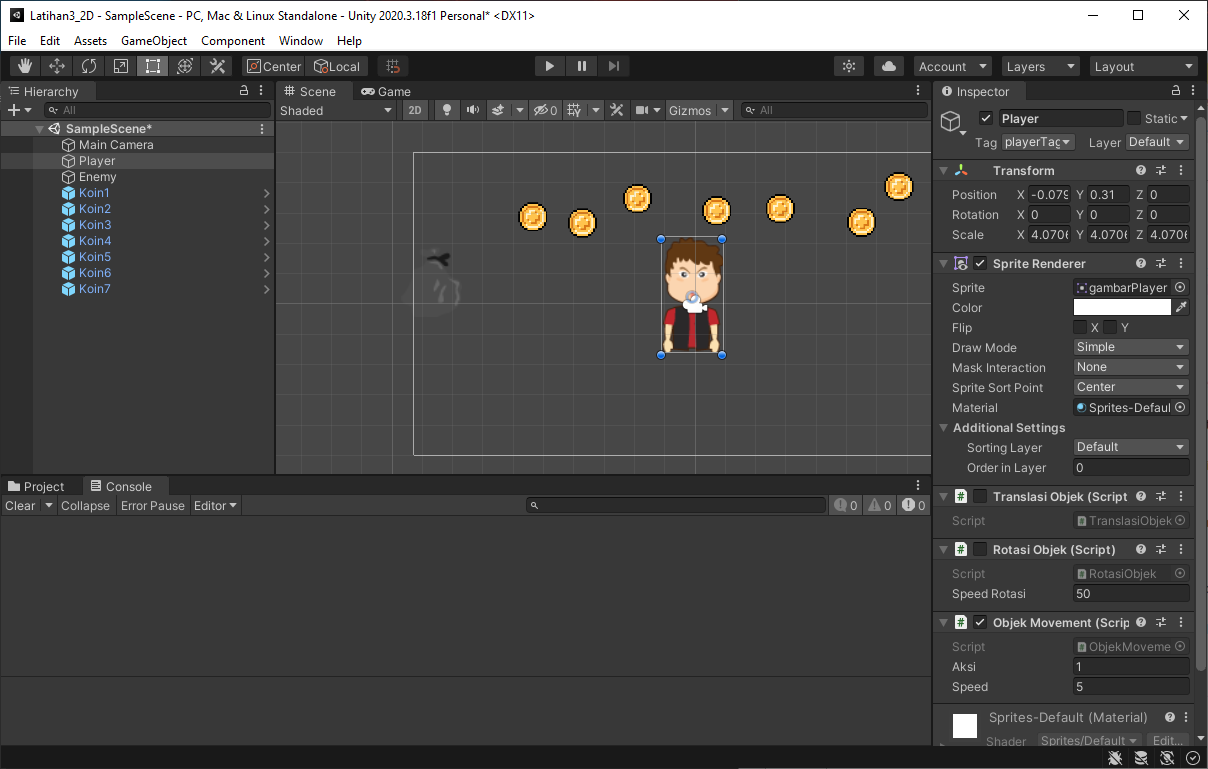 Latihan3_2D - SampleScene - PC, Mac & Linux Standalone - Unity 2020.3.18f1 Personal* <DX11>
File Edit Assets GameObject Component Window Help
Center Local Account Layers Layout
Hierarchy
All
SampleScene*
Main Camera
Player
Enemy
Koin1
Koin2
Koin3
Koin4
Koin5
Koin6
Koin7
Scene Game
Shaded 2D 0 Gizmos All
Project Console
Clear Collapse Error Pause Editor 0 0 0
Inspector
Player Static
Tag playerTag Layer Default
Transform
Position X -0.079 Y 0.31 Z 0
Rotation X 0 Y 0 Z 0
Scale X 4.0706 Y 4.0706 Z 4.0706
Sprite Renderer
Sprite gambarPlayer
Color
Flip X Y
Draw Mode Simple
Mask Interaction None
Sprite Sort Point Center
Material Sprites-Defaul
Additional Settings
Sorting Layer Default
Order in Layer 0
# Translasi Objek (Script
Script # TranslasiObjek
# Rotasi Objek (Script)
Script # RotasiObjek
Speed Rotasi 50
# Objek Movement (Scrip
Script # ObjekMoveme
Aksi 1
Speed 5
Sprites-Default (Material)
Shader Sprites/Default Edit...